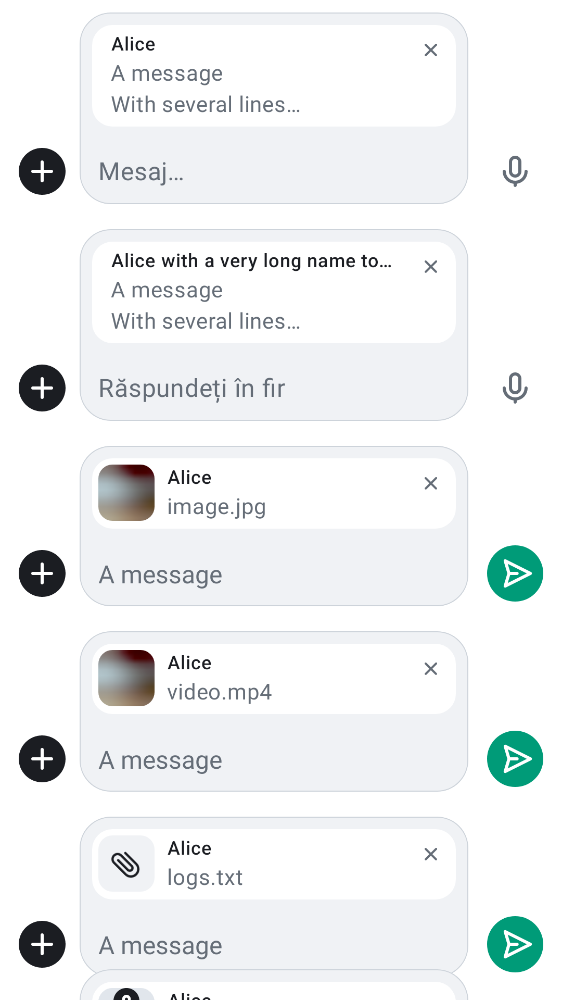 Alice
A message
With several lines…
Mesaj…
Alice with a very long name to…
A message
With several lines…
Răspundeți în fir
Alice
image.jpg
A message
Alice
video.mp4
A message
Alice
logs.txt
A message
Alice